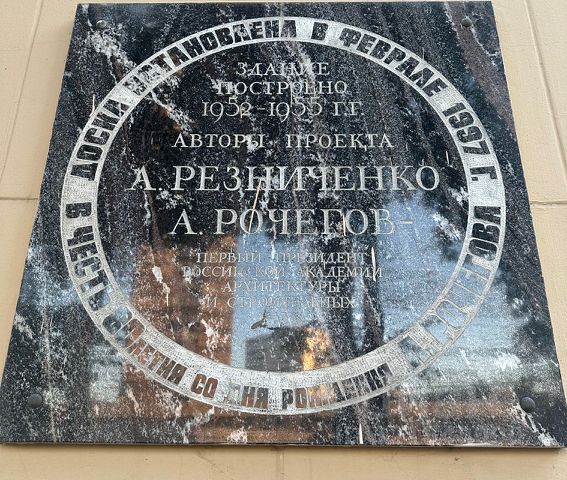 ДОСКА УСТАНОВЛЕНА В ФЕВРАЛЕ 1997 Г.
В ЧЕСТЬ ЛЕТИЯ СО ДНЯ РОЖДЕНИЯ РОЧЕГОВА
ЗДАНИЕ
ПОСТРОЕНО
1952-1955 Г.Г.
АВТОРЫ ПРОЕКТА
А. РЕЗНИЧЕНКО
А. РОЧЕГОВ-
ПЕРВЫЙ ПРЕЗИДЕНТ
РОССИЙСКОЙ АКАДЕМИИ
АРХИТЕКТУРЫ
И СТРОИТЕЛЬНЫХ